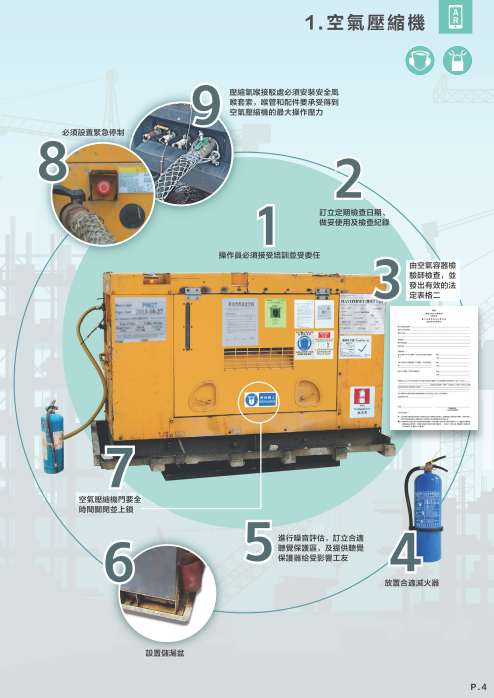 1.空氣壓縮機
AR
9
壓縮氣喉接駁處必須安裝安全風
喉套索，喉管和配件要承受得到
空氣壓縮機的最大操作壓力
必須設置緊急停制
8
2
訂立定期檢查日期，
做妥使用及檢查紀錄
1
操作員必須接受培訓並受委任
3
由空氣容器檢
驗師檢查，並
發出有效的法
定表格二
7
空氣壓縮機門要全
時間關閉並上鎖
5
進行噪音評估，訂立合適
聽覺保護區，及提供聽覺
保護器給受影響工友
4
放置合適滅火器
6
設置儲漏盆
P.4